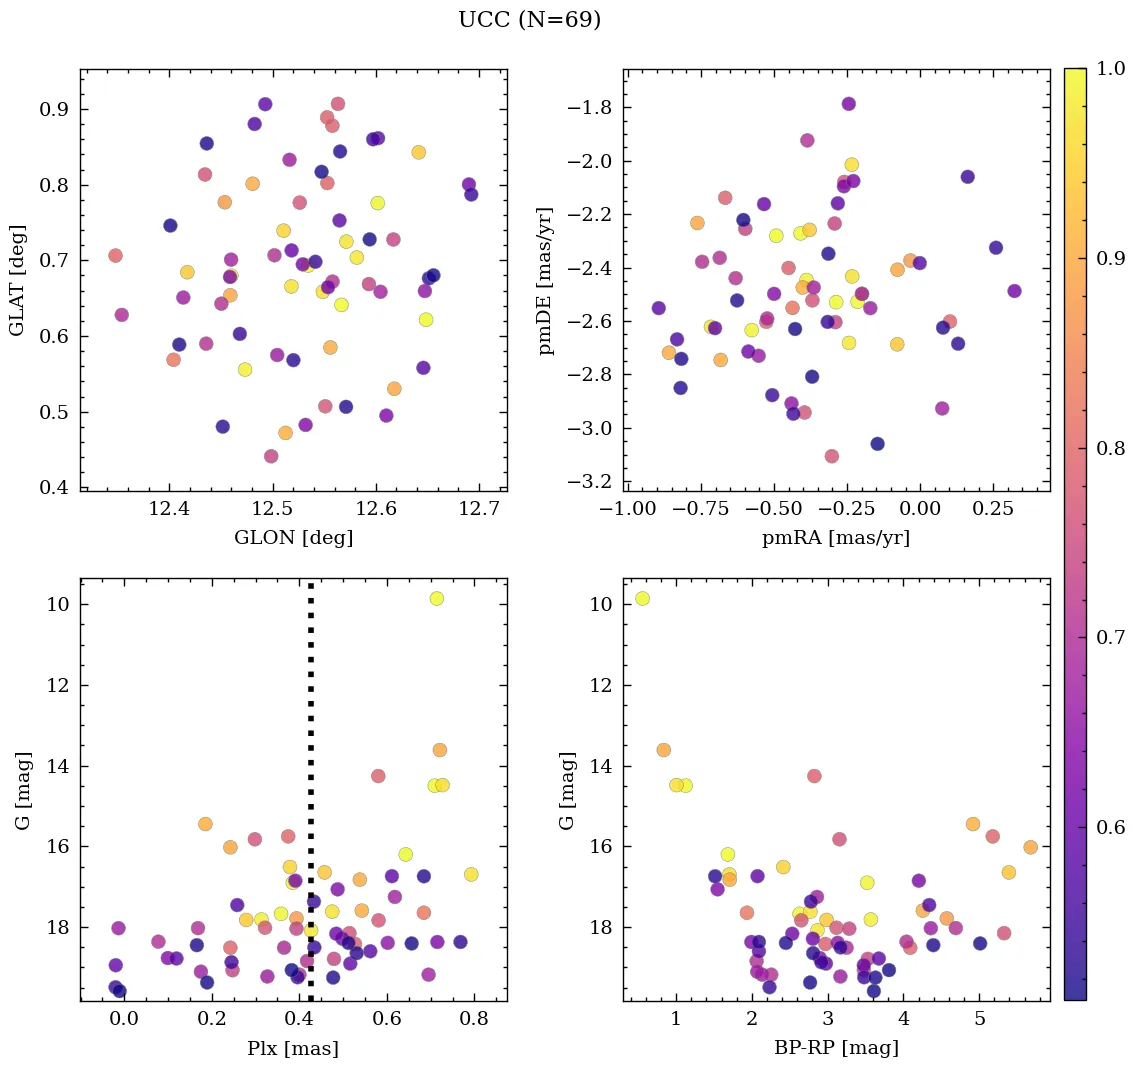 UCC (N=69)
0.9
0.8
0.7
0.6
0.5
0.4
GLAT [deg]
12.4 12.5 12.6 12.7
GLON [deg]
−1.8
−2.0
−2.2
−2.4
−2.6
−2.8
−3.0
−3.2
pmDE [mas/yr]
−1.00 −0.75 −0.50 −0.25 0.00 0.25
pmRA [mas/yr]
10
12
14
16
18
G [mag]
0.0 0.2 0.4 0.6 0.8
Plx [mas]
10
12
14
16
18
G [mag]
1 2 3 4 5
BP-RP [mag]
1.0
0.9
0.8
0.7
0.6